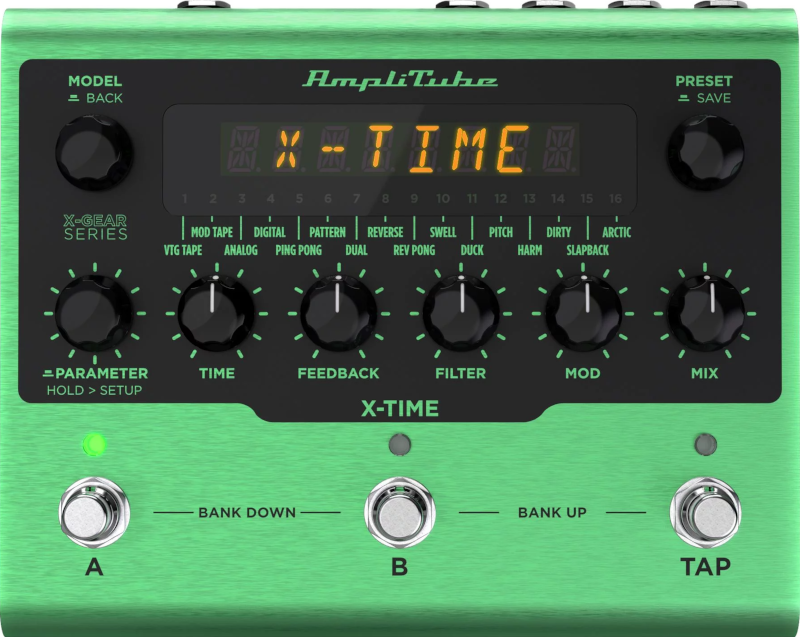 MODEL
BACK
AmpliTube
PRESET
SAVE
X-TIME
1 2 3 4 5 6 7 8 9 10 11 12 13 14 15 16
X-GEAR
SERIES
MOD TAPE DIGITAL PATTERN REVERSE SWELL PITCH DIRTY ARCTIC
VTG TAPE ANALOG PING PONG DUAL REV PONG DUCK HARM SLAPBACK
PARAMETER
HOLD > SETUP
TIME
FEEDBACK
FILTER
MOD
MIX
X-TIME
BANK DOWN
BANK UP
A
B
TAP